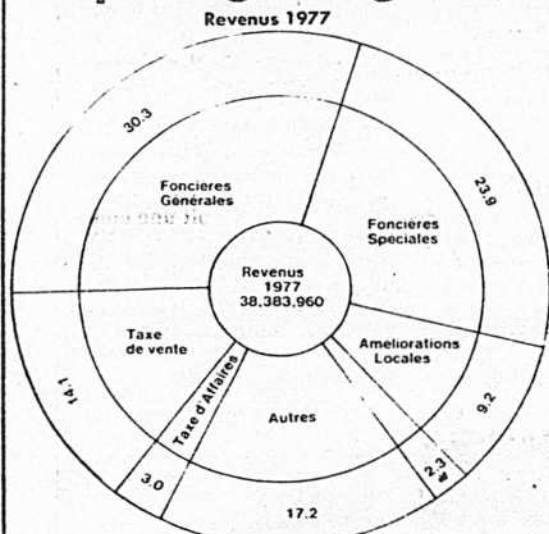 Revenus 1977
30.3
23.9
Foncières
Générales
Foncières
Spéciales
Revenus
1977
38,383,960
Taxe
de vente
Ameliorations
Locales
Taxe d'Affaires
Autres
14.1
9.2
2.3
3.0
17.2